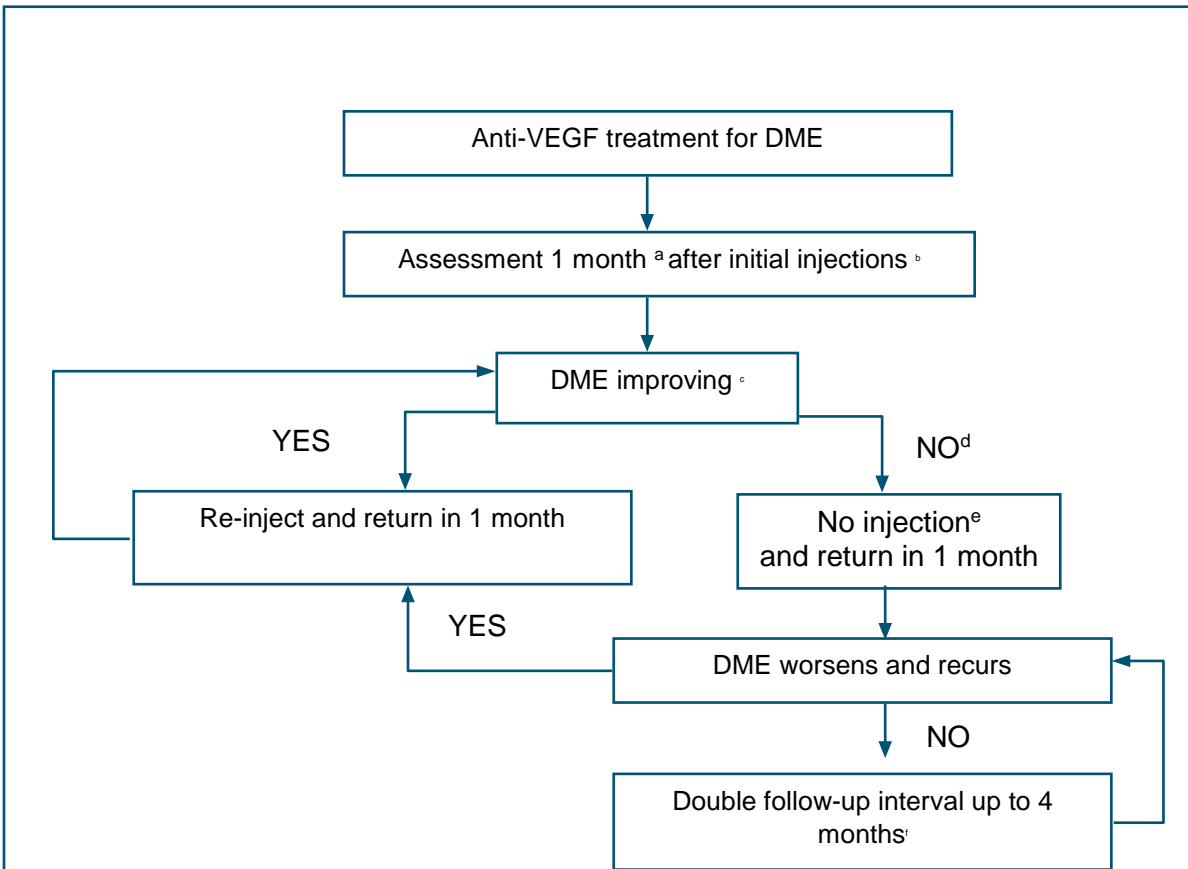 Anti-VEGF treatment for DME
Assessment 1 month ᵃ after initial injections ᵇ
DME improving ᶜ
YES
NOᵈ
Re-inject and return in 1 month
No injectionᵉ
and return in 1 month
YES
DME worsens and recurs
NO
Double follow-up interval up to 4
monthsᶠ